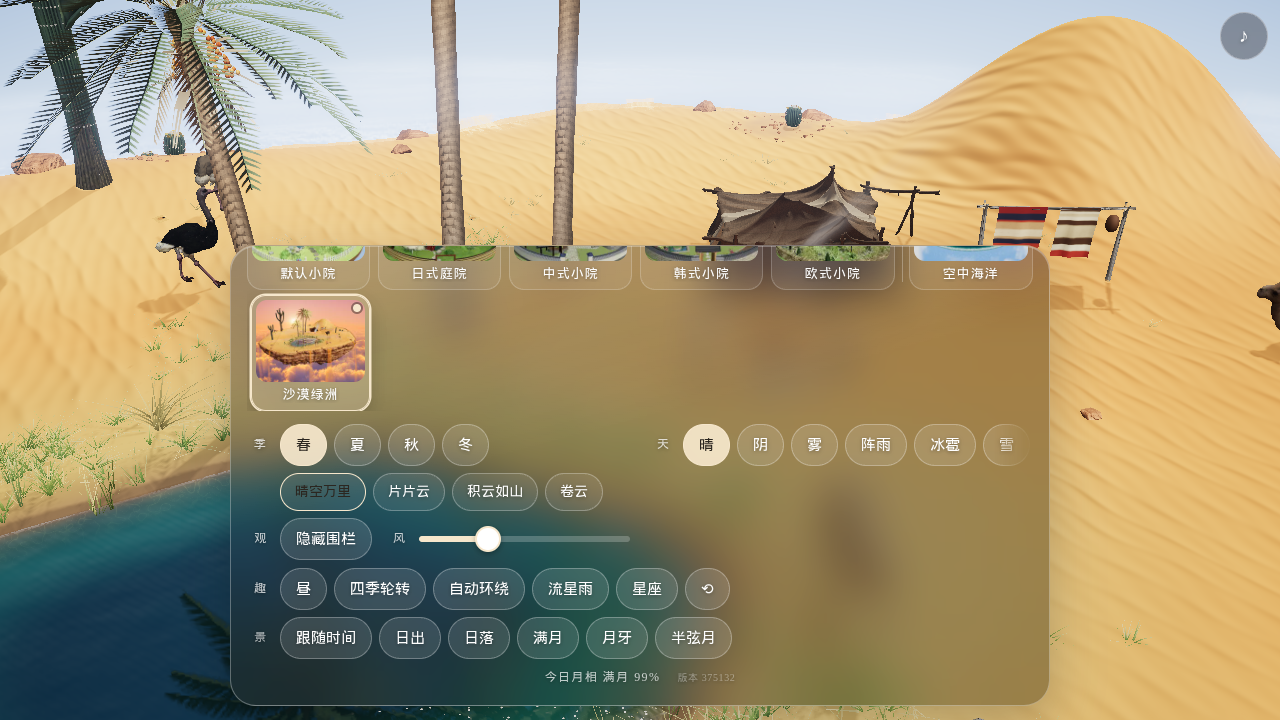 ♪
默认小院 日式庭院 中式小院 韩式小院 欧式小院 空中海洋
沙漠绿洲
季 春 夏 秋 冬 天 晴 阴 雾 阵雨 冰雹 雪
晴空万里 片片云 积云如山 卷云
观 隐藏围栏 风
趣 昼 四季轮转 自动环绕 流星雨 星座 ⟲
景 跟随时间 日出 日落 满月 月牙 半弦月
今日月相 满月 99% 版本 375132